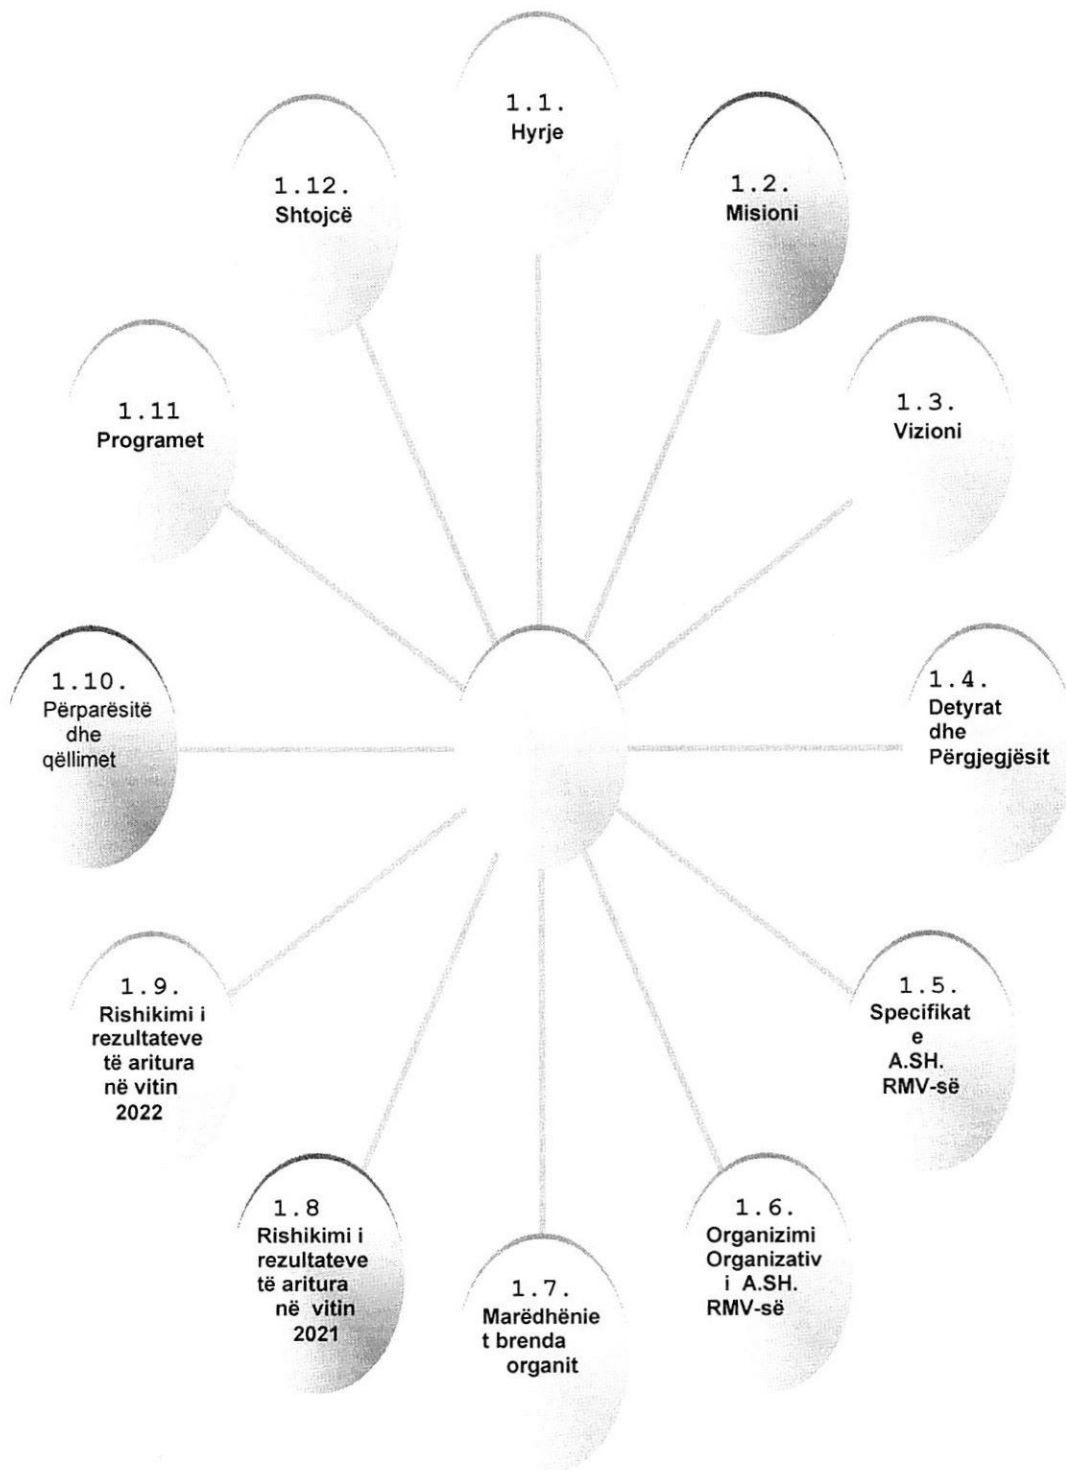 1.1.
Hyrje
1.2.
Misioni
1.3.
Vizioni
1.4.
Detyrat
dhe
Përgjegjësit
1.5.
Specifikat
e
A.SH.
RMV-së
1.6.
Organizimi
Organizativ
i A.SH.
RMV-së
1.7.
Marëdhënie
t brenda
organit
1.8
Rishikimi i
rezultateve
të aritura
në vitin
2021
1.9.
Rishikimi i
rezultateve
të aritura
në vitin
2022
1.10.
Përparësitë
dhe
qëllimet
1.11
Programet
1.12.
Shtojcë